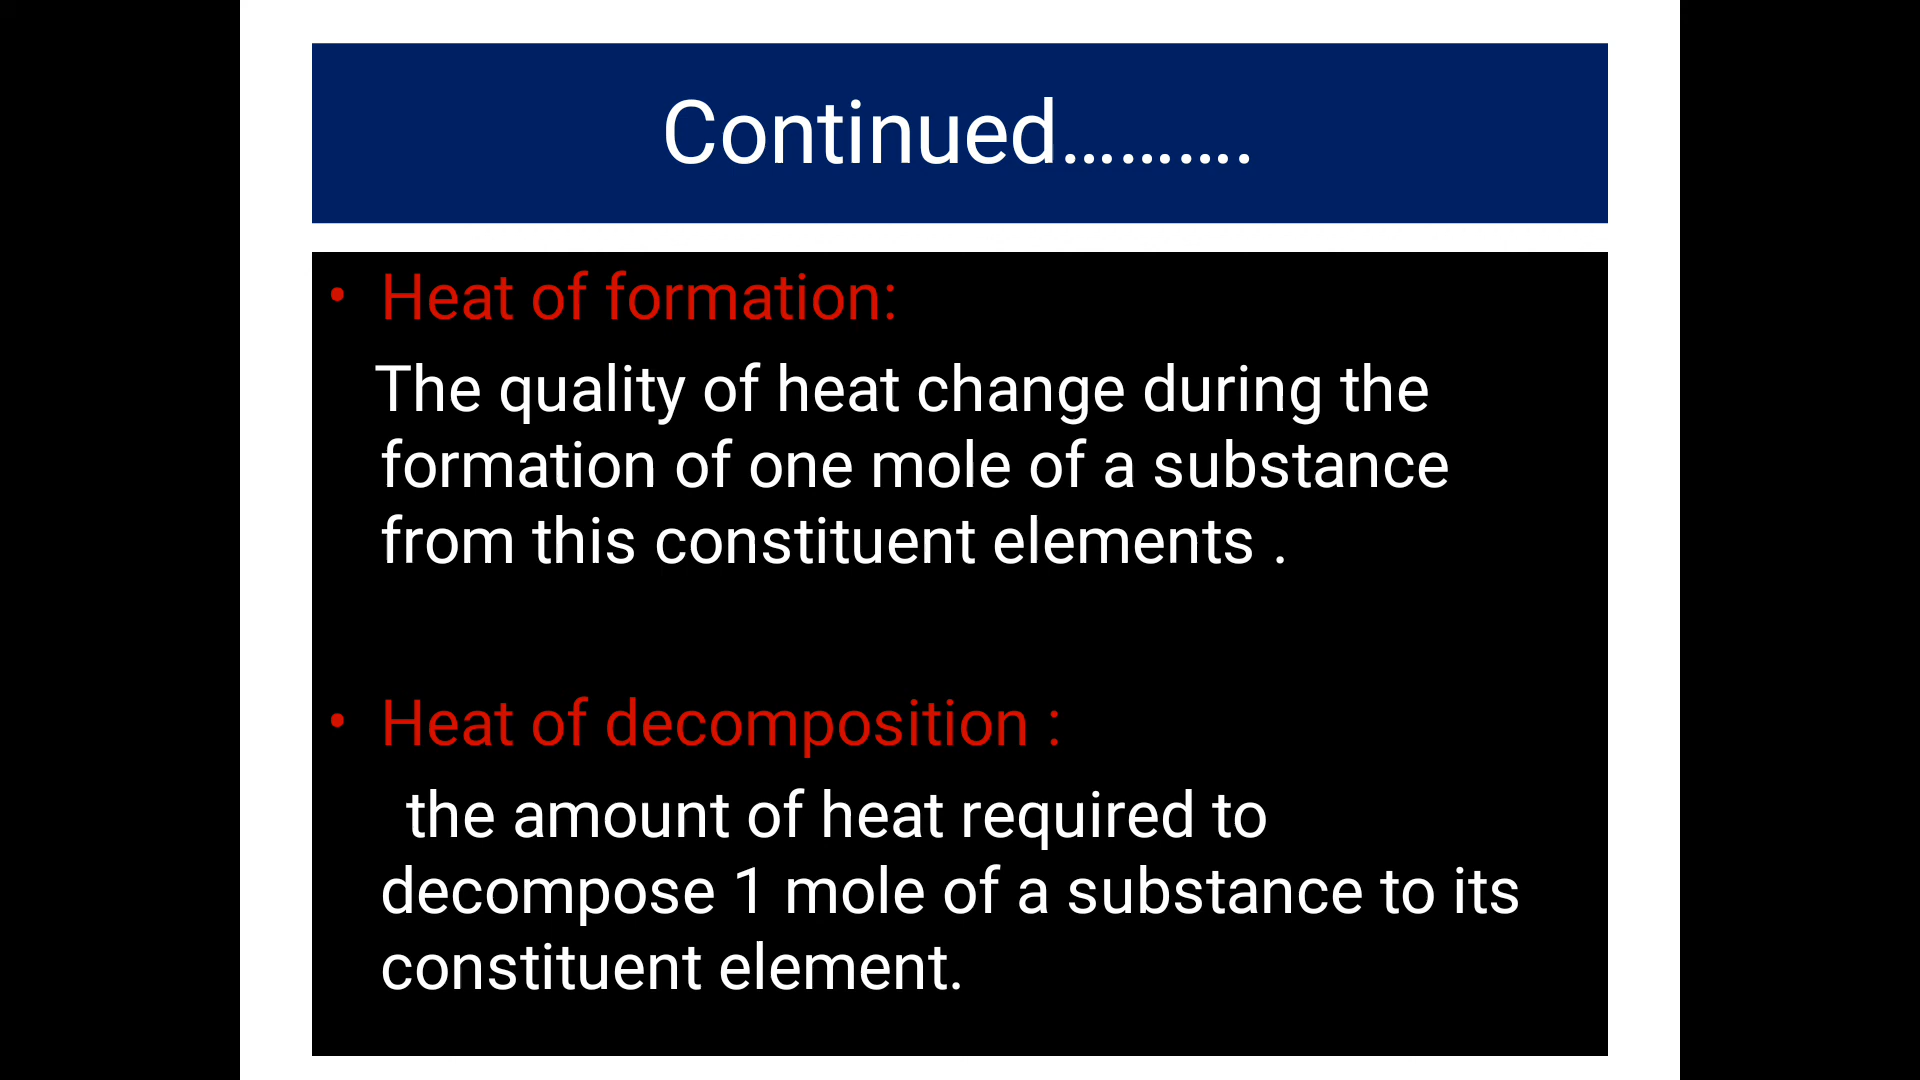 Continued……….
• Heat of formation:
The quality of heat change during the
formation of one mole of a substance
from this constituent elements .
• Heat of decomposition :
the amount of heat required to
decompose 1 mole of a substance to its
constituent element.